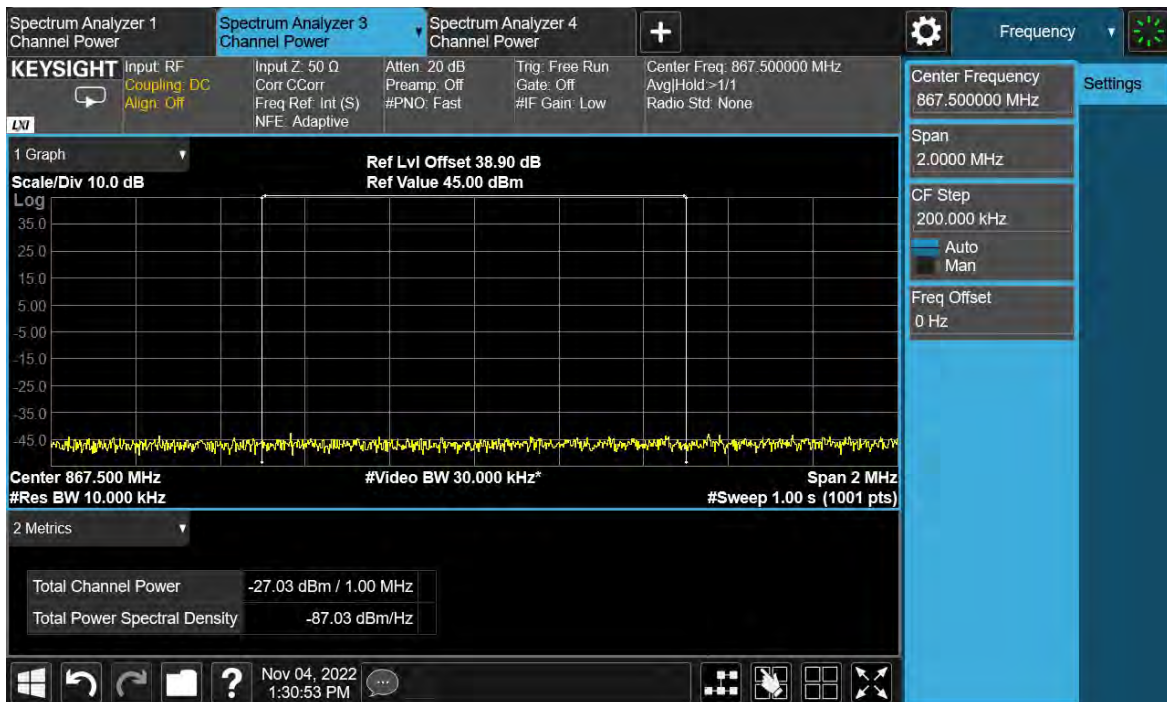 Spectrum Analyzer 1
Channel Power
Spectrum Analyzer 3
Channel Power
Spectrum Analyzer 4
Channel Power
Frequency
KEYSIGHT
LXI
Input: RF
Coupling: DC
Align: Off
Input Z: 50 Ω
Corr CCorr
Freq Ref: Int (S)
NFE: Adaptive
Atten: 20 dB
Preamp: Off
#PNO: Fast
Trig: Free Run
Gate: Off
#IF Gain: Low
Center Freq: 867.500000 MHz
Avg|Hold:>1/1
Radio Std: None
Center Frequency
867.500000 MHz
Settings
Span
2.0000 MHz
CF Step
200.000 kHz
Auto
Man
Freq Offset
0 Hz
1 Graph
Scale/Div 10.0 dB
Ref Lvl Offset 38.90 dB
Ref Value 45.00 dBm
Log
35.0
25.0
15.0
5.00
-5.00
-15.0
-25.0
-35.0
-45.0
Center 867.500 MHz
#Video BW 30.000 kHz*
Span 2 MHz
#Res BW 10.000 kHz
#Sweep 1.00 s (1001 pts)
2 Metrics
Total Channel Power -27.03 dBm / 1.00 MHz
Total Power Spectral Density -87.03 dBm/Hz
?
Nov 04, 2022
1:30:53 PM